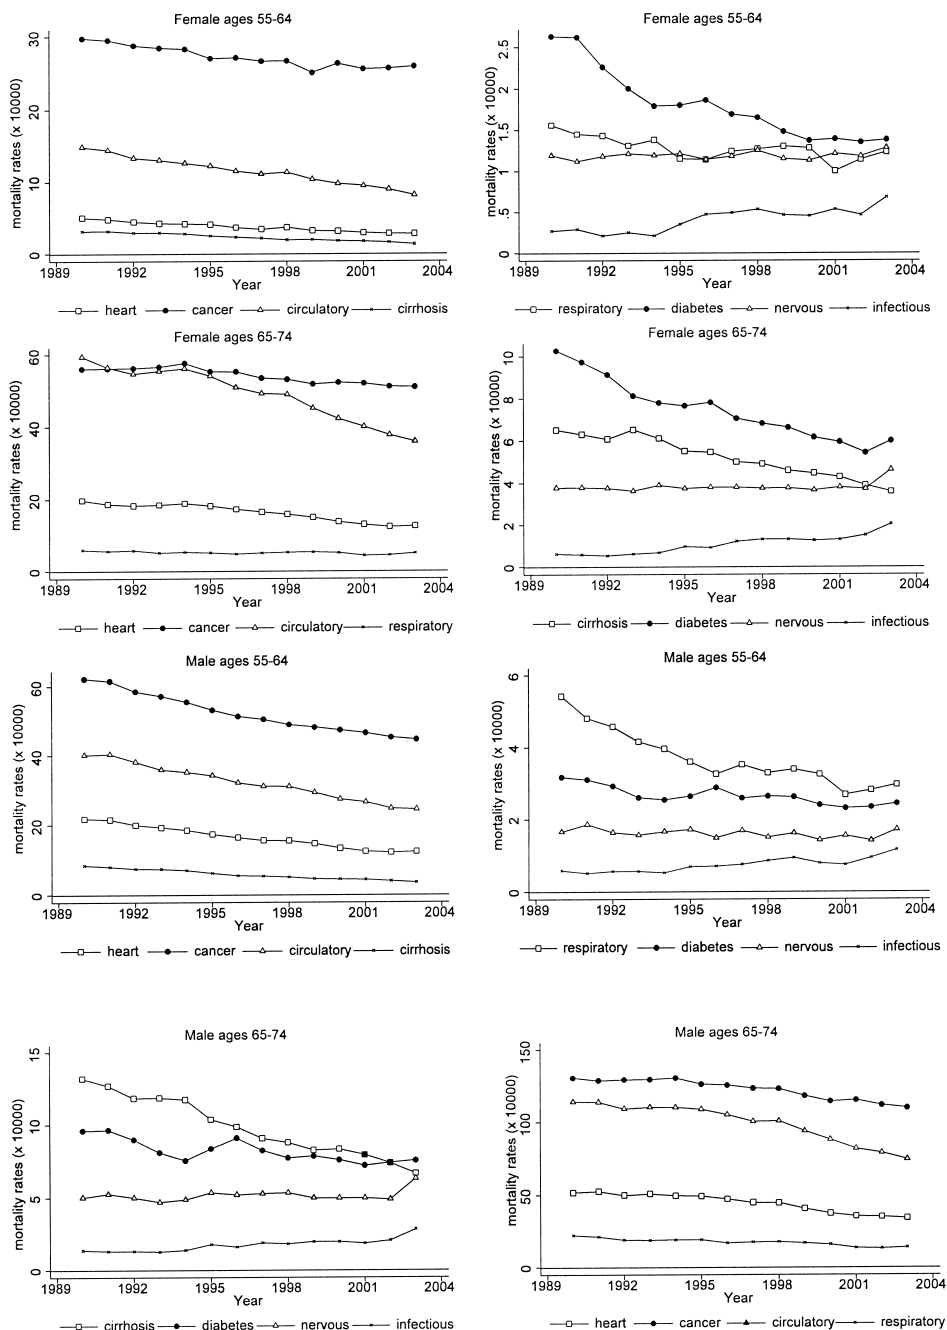 Female ages 55-64
mortality rates (x 10000)
30
20
10
0
1989 1992 1995 1998 2001 2004
Year
heart cancer circulatory cirrhosis
Female ages 55-64
mortality rates (x 10000)
2.5
2
1.5
1
.5
0
1989 1992 1995 1998 2001 2004
Year
respiratory diabetes nervous infectious
Female ages 65-74
mortality rates (x 10000)
60
40
20
0
1989 1992 1995 1998 2001 2004
Year
heart cancer circulatory respiratory
Female ages 65-74
mortality rates (x 10000)
10
8
6
4
2
0
1989 1992 1995 1998 2001 2004
Year
cirrhosis diabetes nervous infectious
Male ages 55-64
mortality rates (x 10000)
60
40
20
0
1989 1992 1995 1998 2001 2004
Year
heart cancer circulatory cirrhosis
Male ages 55-64
mortality rates (x 10000)
6
4
2
0
1989 1992 1995 1998 2001 2004
Year
respiratory diabetes nervous infectious
Male ages 65-74
mortality rates (x 10000)
15
10
5
0
1989 1992 1995 1998 2001 2004
Year
cirrhosis diabetes nervous infectious
Male ages 65-74
mortality rates (x 10000)
150
100
50
0
1989 1992 1995 1998 2001 2004
Year
heart cancer circulatory respiratory